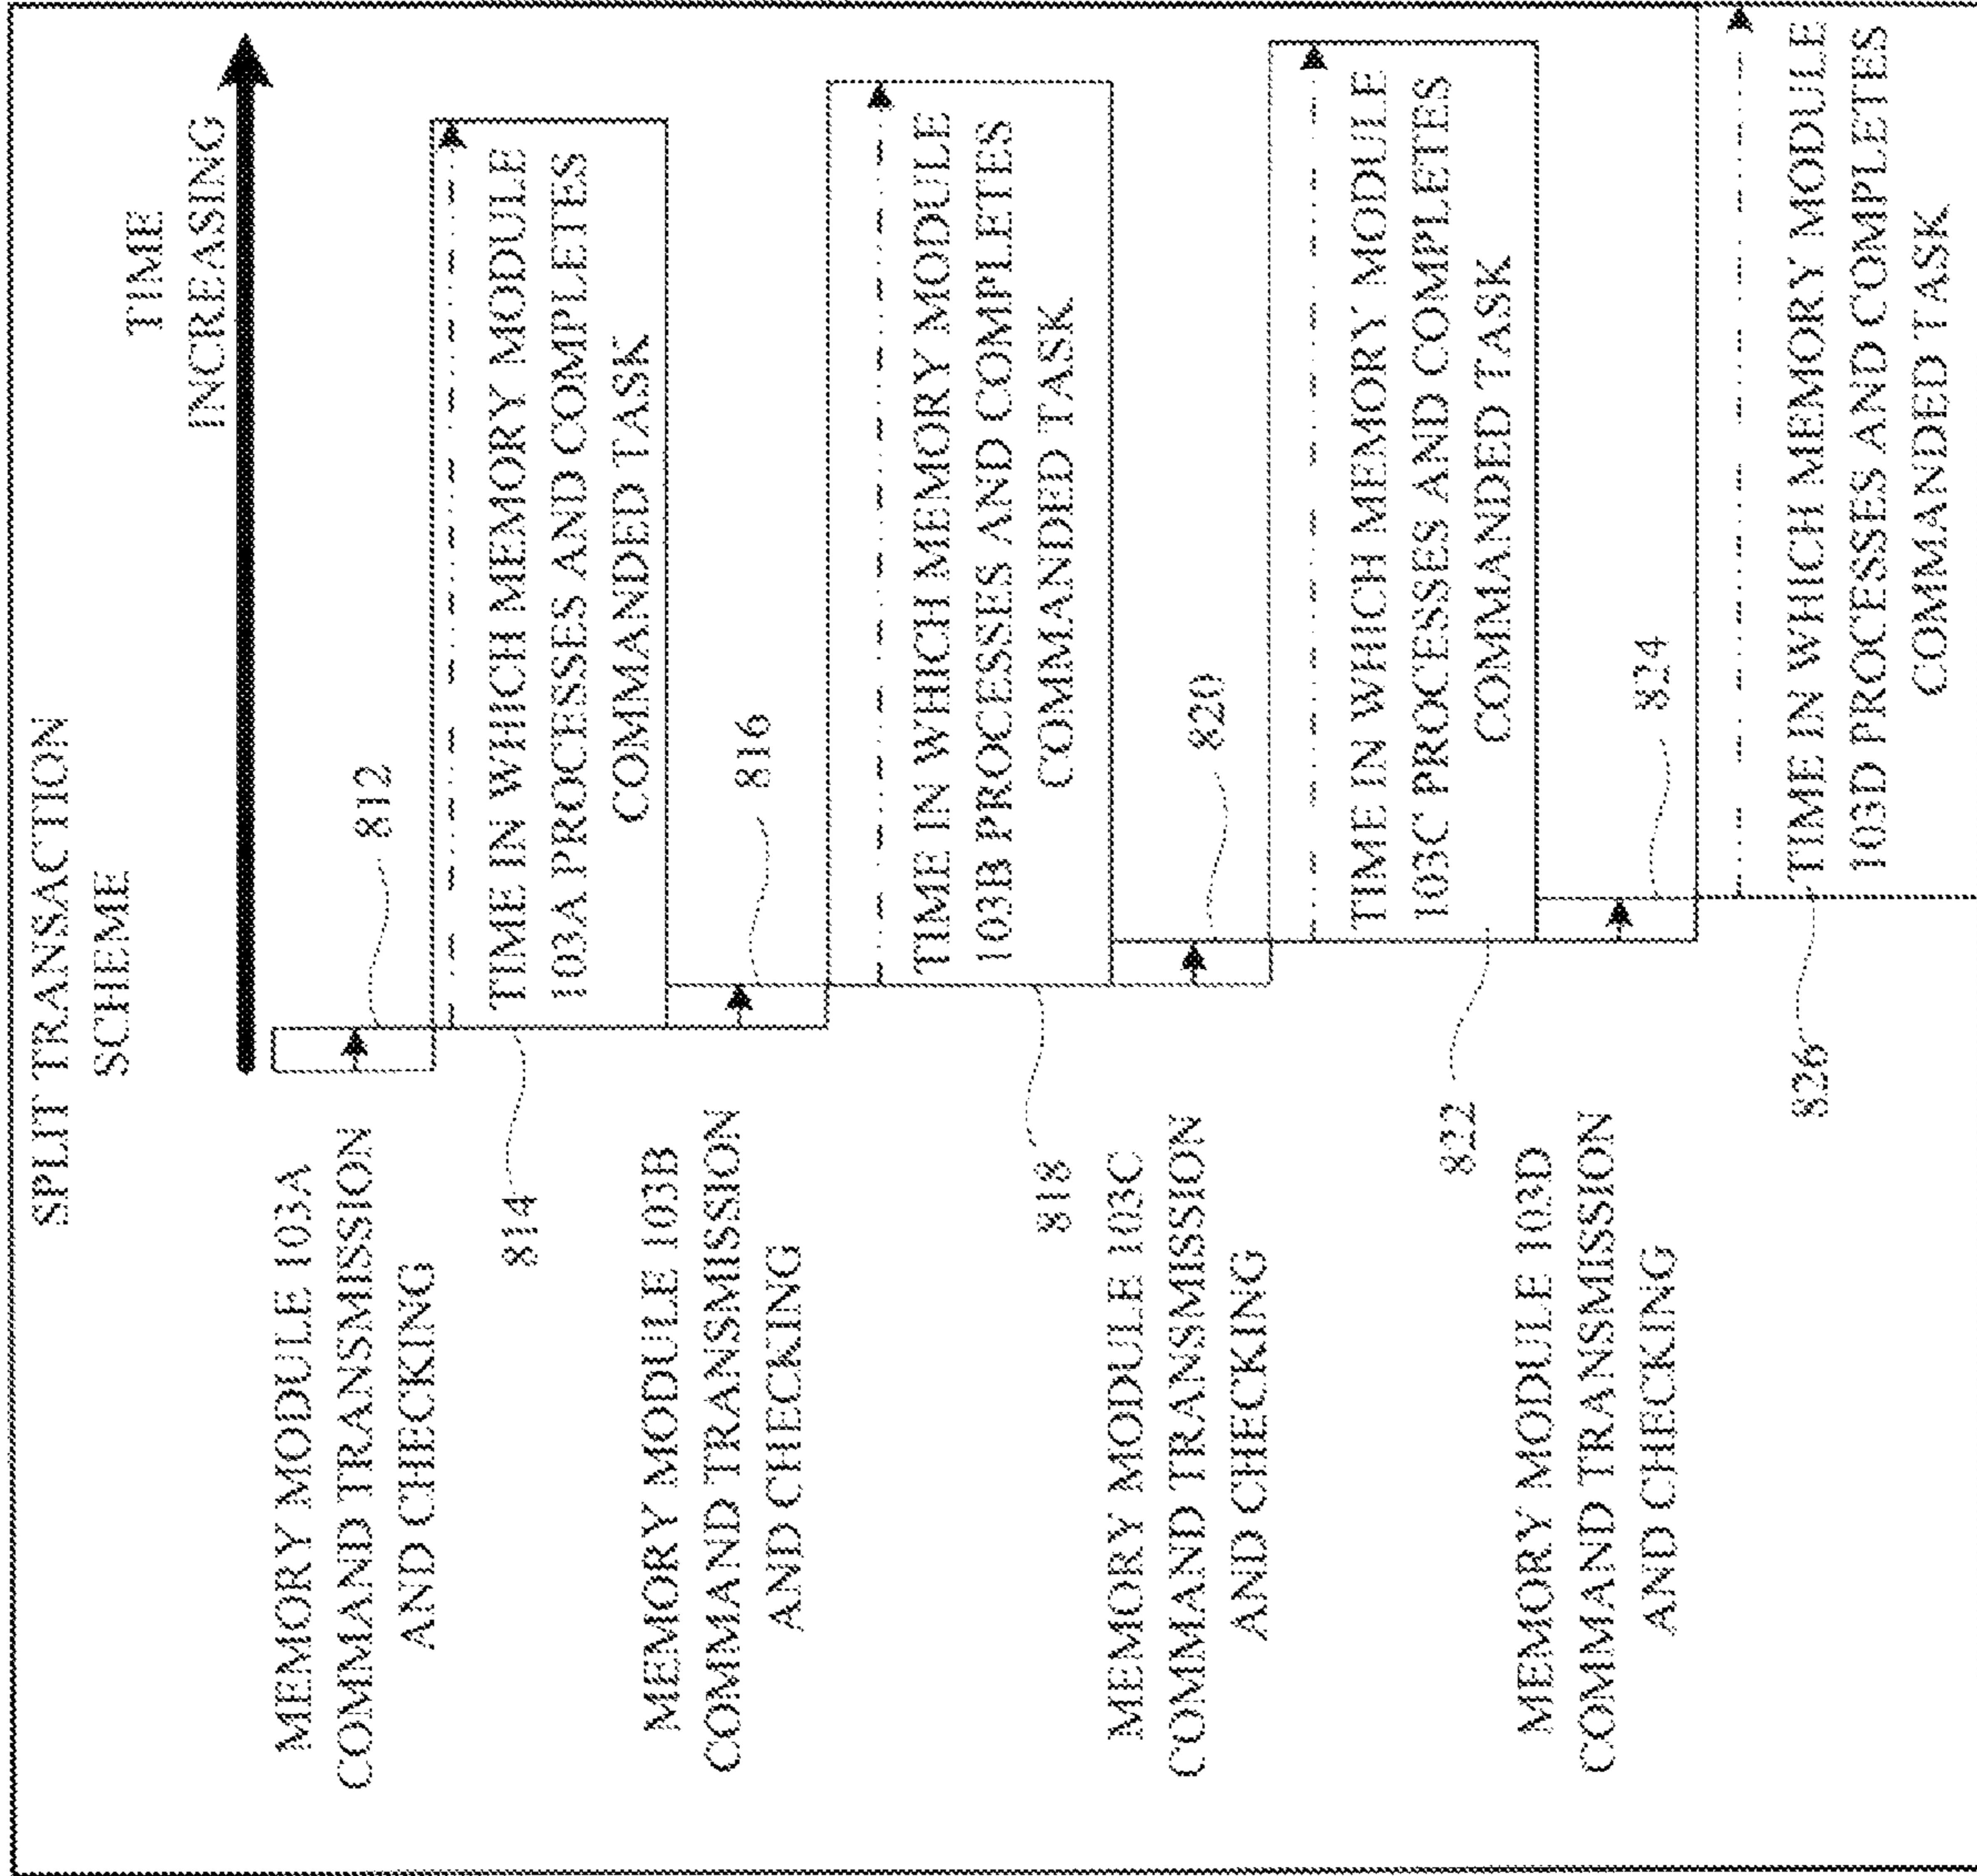 SPLIT TRANSACTION
SCHEME
TIME
INCREASING
MEMORY MODULE 103A
COMMAND TRANSMISSION
AND CHECKING
812
814
TIME IN WHICH MEMORY MODULE
103A PROCESSES AND COMPLETES
COMMANDED TASK
MEMORY MODULE 103B
COMMAND TRANSMISSION
AND CHECKING
816
818
TIME IN WHICH MEMORY MODULE
103B PROCESSES AND COMPLETES
COMMANDED TASK
MEMORY MODULE 103C
COMMAND TRANSMISSION
AND CHECKING
820
822
TIME IN WHICH MEMORY MODULE
103C PROCESSES AND COMPLETES
COMMANDED TASK
MEMORY MODULE 103D
COMMAND TRANSMISSION
AND CHECKING
824
826
TIME IN WHICH MEMORY MODULE
103D PROCESSES AND COMPLETES
COMMANDED TASK